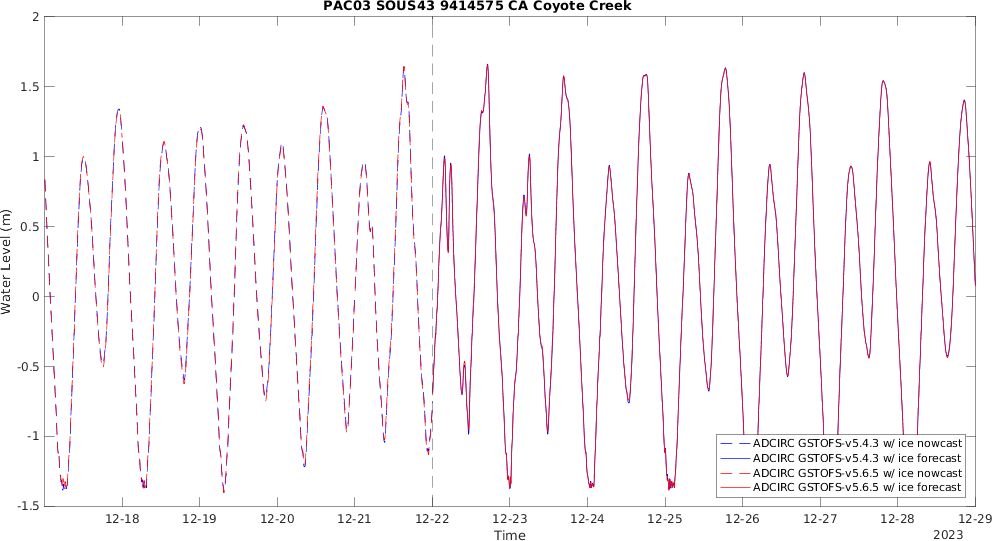 PAC03 SOUS43 9414575 CA Coyote Creek
2
1.5
1
0.5
0
-0.5
-1
-1.5
Water Level (m)
ADCIRC GSTOFS-v5.4.3 w/ ice nowcast
ADCIRC GSTOFS-v5.4.3 w/ ice forecast
ADCIRC GSTOFS-v5.6.5 w/ ice nowcast
ADCIRC GSTOFS-v5.6.5 w/ ice forecast
12-18 12-19 12-20 12-21 12-22 12-23 12-24 12-25 12-26 12-27 12-28 12-29
Time
2023